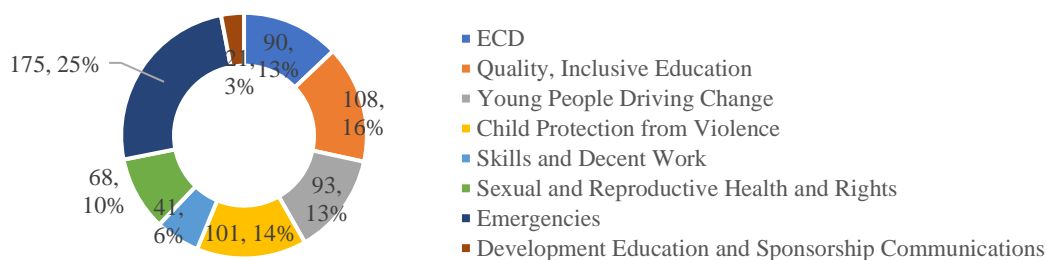 90,
13%
108,
16%
93,
13%
101, 14%
41,
6%
68,
10%
175, 25%
21,
3%
ECD
Quality, Inclusive Education
Young People Driving Change
Child Protection from Violence
Skills and Decent Work
Sexual and Reproductive Health and Rights
Emergencies
Development Education and Sponsorship Communications